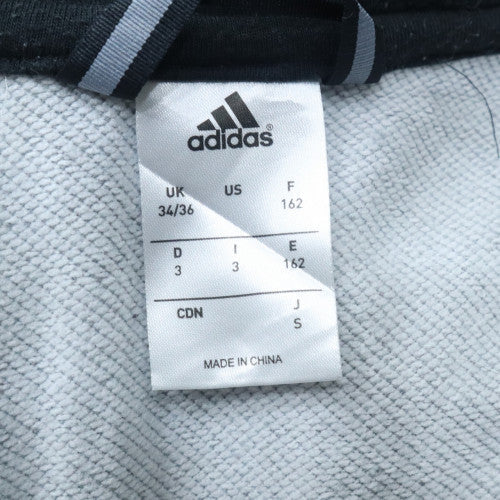 adidas®
UK US F
34/36 162
D I E
3 3 162
CDN J
S
MADE IN CHINA